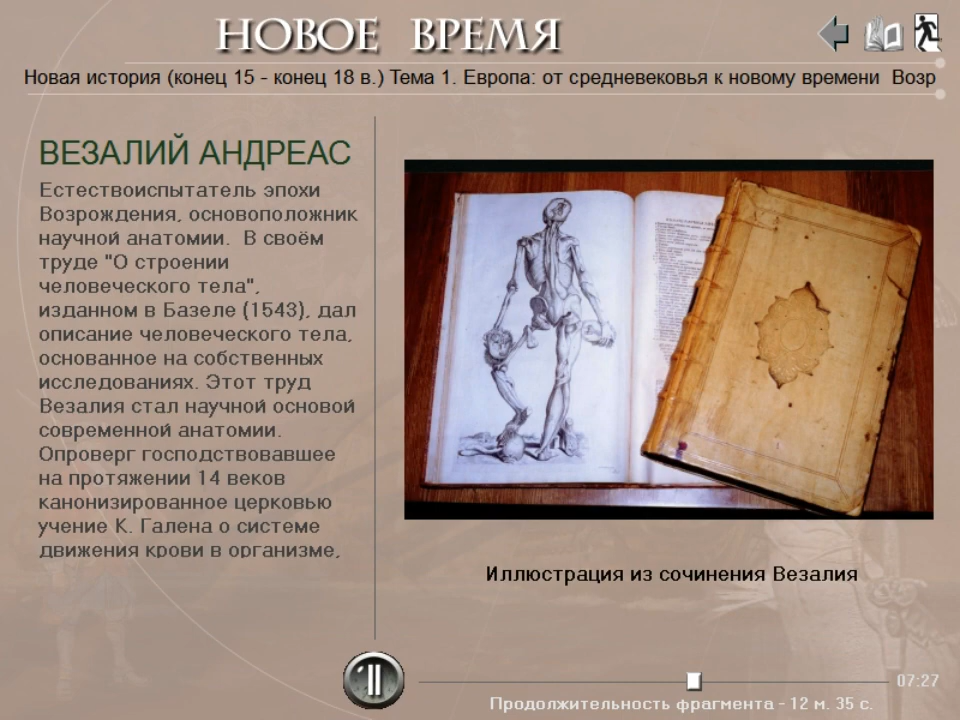 НОВОЕ ВРЕМЯ
Новая история (конец 15 - конец 18 в.) Тема 1. Европа: от средневековья к новому времени Возр
ВЕЗАЛИЙ АНДРЕАС
Естествоиспытатель эпохи
Возрождения, основоположник
научной анатомии. В своём
труде "О строении
человеческого тела",
изданном в Базеле (1543), дал
описание человеческого тела,
основанное на собственных
исследованиях. Этот труд
Везалия стал научной основой
современной анатомии.
Опроверг господствовавшее
на протяжении 14 веков
канонизированное церковью
учение К. Галена о системе
движения крови в организме,
Иллюстрация из сочинения Везалия
07:27
Продолжительность фрагмента - 12 м. 35 с.